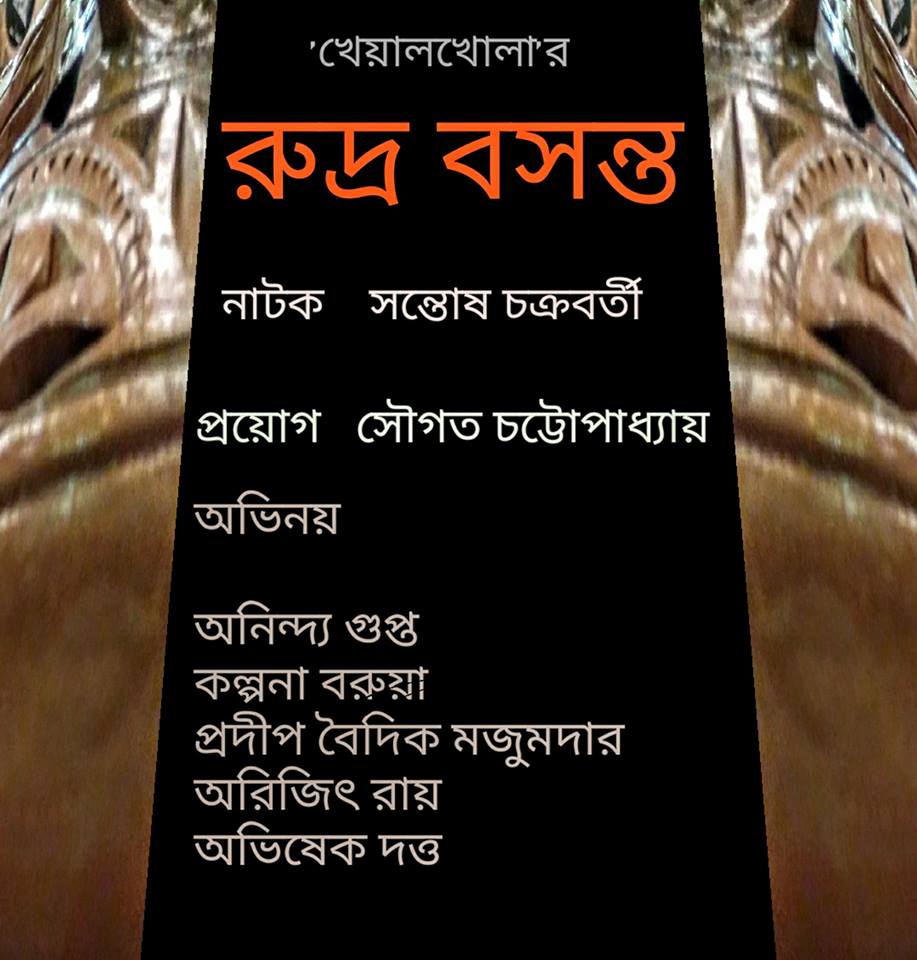 'খেয়ালখোলা'র
রুদ্র বসন্ত
নাটক সন্তোষ চক্রবর্তী
প্রয়োগ সৌগত চট্টোপাধ্যায়
অভিনয়
অনিন্দ্য গুপ্ত
কল্পনা বরুয়া
প্রদীপ বৈদিক মজুমদার
অরিজিৎ রায়
অভিষেক দত্ত